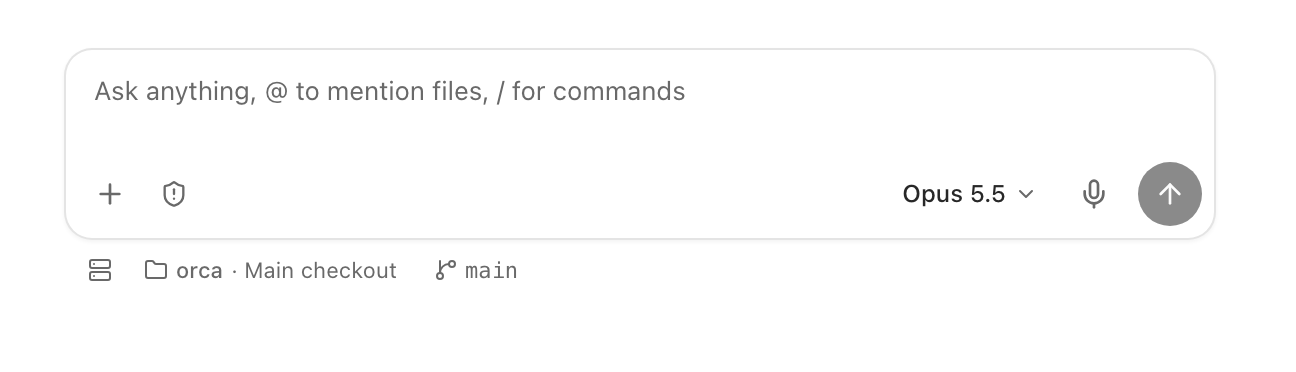 Ask anything, @ to mention files, / for commands
Opus 5.5
orca · Main checkout main